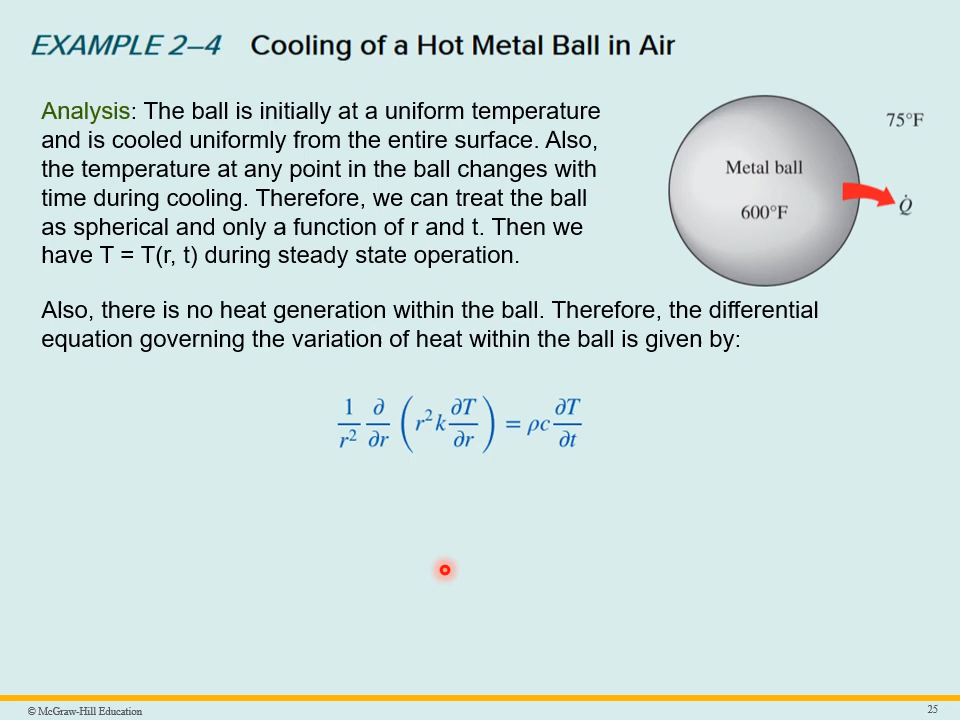 EXAMPLE 2–4 Cooling of a Hot Metal Ball in Air
Analysis: The ball is initially at a uniform temperature
and is cooled uniformly from the entire surface. Also,
the temperature at any point in the ball changes with
time during cooling. Therefore, we can treat the ball
as spherical and only a function of r and t. Then we
have T = T(r, t) during steady state operation.
75°F
Metal ball
600°F
Q̇
Also, there is no heat generation within the ball. Therefore, the differential
equation governing the variation of heat within the ball is given by:
1/r² ∂/∂r (r²k ∂T/∂r) = ρc ∂T/∂t
© McGraw-Hill Education
25